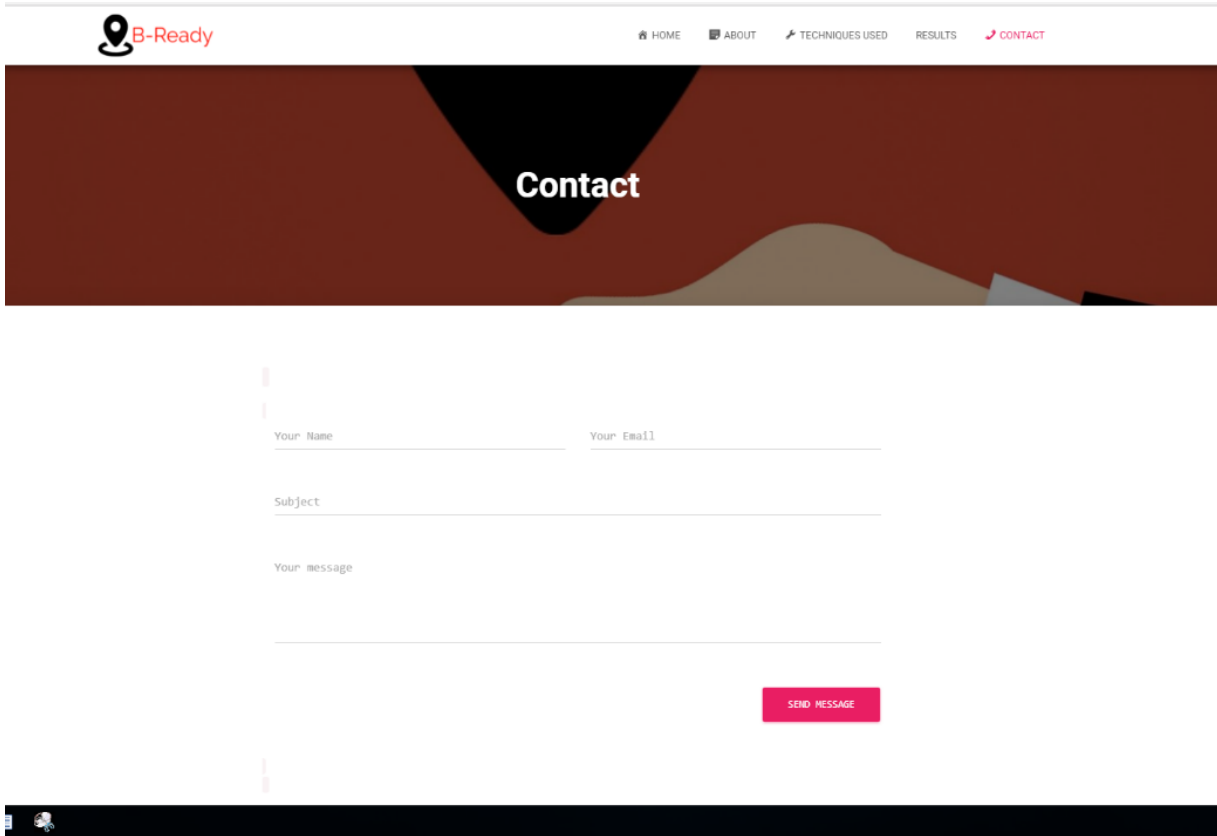 B-Ready HOME ABOUT TECHNIQUES USED RESULTS CONTACT
Contact
Your Name Your Email
Subject
Your message
SEND MESSAGE